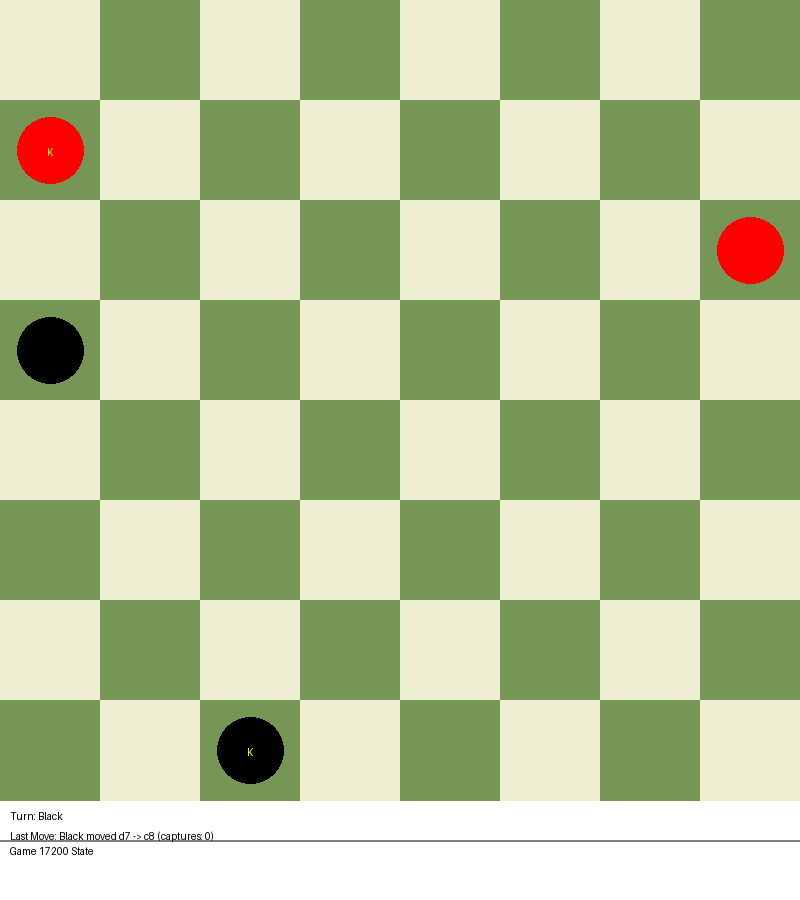 K
K
Turn: Black
Last Move: Black moved d7 -> c8 (captures: 0)
Game 17200 State